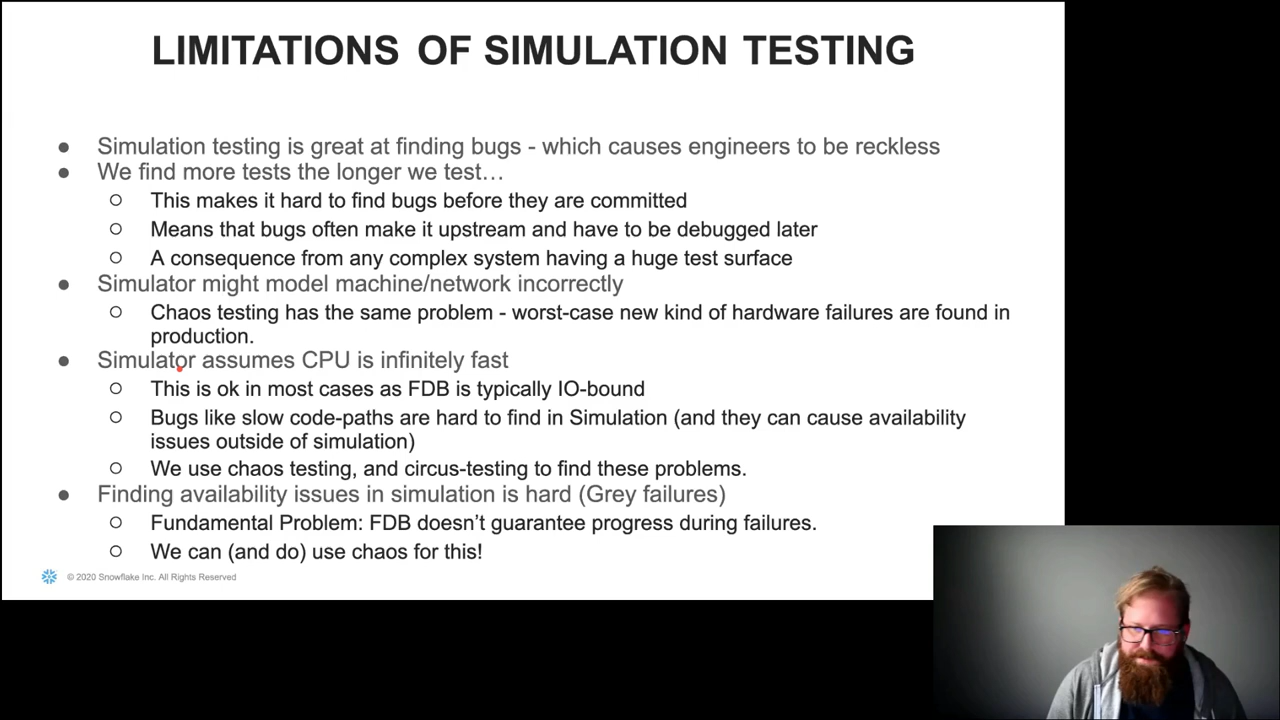 LIMITATIONS OF SIMULATION TESTING
● Simulation testing is great at finding bugs - which causes engineers to be reckless
● We find more tests the longer we test…
○ This makes it hard to find bugs before they are committed
○ Means that bugs often make it upstream and have to be debugged later
○ A consequence from any complex system having a huge test surface
● Simulator might model machine/network incorrectly
○ Chaos testing has the same problem - worst-case new kind of hardware failures are found in
production.
● Simulator assumes CPU is infinitely fast
○ This is ok in most cases as FDB is typically IO-bound
○ Bugs like slow code-paths are hard to find in Simulation (and they can cause availability
issues outside of simulation)
○ We use chaos testing, and circus-testing to find these problems.
● Finding availability issues in simulation is hard (Grey failures)
○ Fundamental Problem: FDB doesn’t guarantee progress during failures.
○ We can (and do) use chaos for this!
© 2020 Snowflake Inc. All Rights Reserved